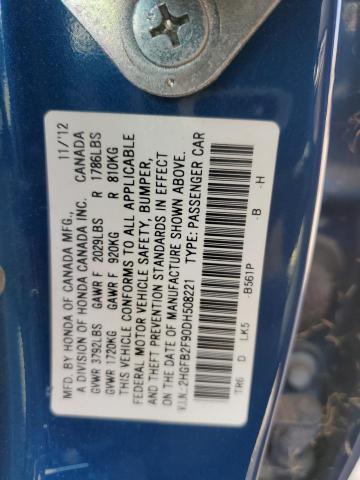 MFD. BY HONDA OF CANADA MFG., 11/12
A DIVISION OF HONDA CANADA INC. CANADA
GVWR 3792LBS GAWR F 2029LBS R 1786LBS
GVWR 1720KG GAWR F 920KG R 810KG
THIS VEHICLE CONFORMS TO ALL APPLICABLE
FEDERAL MOTOR VEHICLE SAFETY, BUMPER,
AND THEFT PREVENTION STANDARDS IN EFFECT
ON THE DATE OF MANUFACTURE SHOWN ABOVE.
V.I.N.:2HGFB2F90DH508221 TYPE: PASSENGER CAR
TR6 D LK5 -B561P -B -H